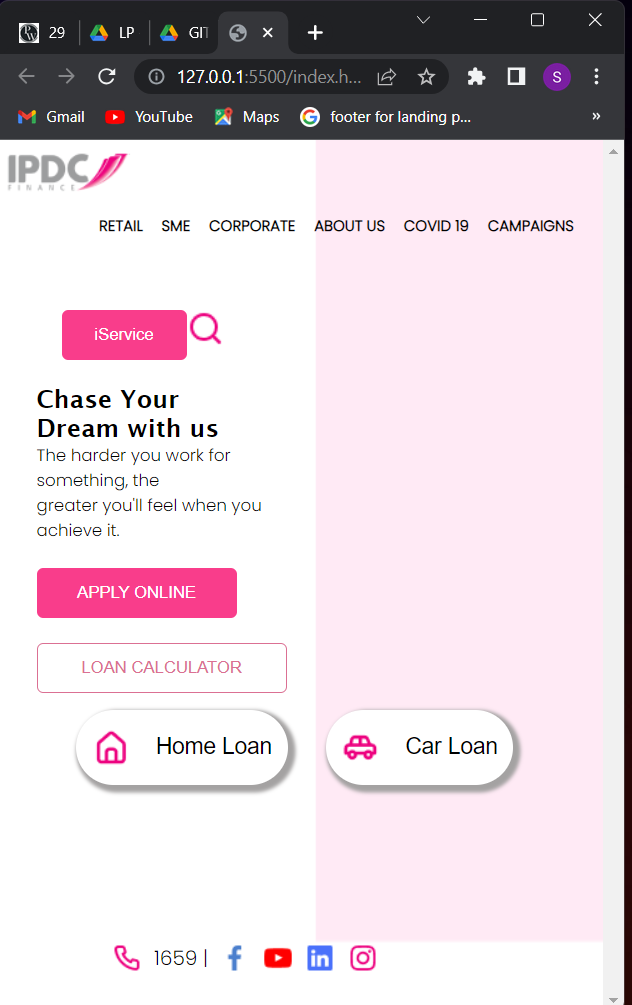 29 LP GIT
127.0.0.1:5500/index.h... S
Gmail YouTube Maps footer for landing p... »
IPDC
FINANCE
RETAIL SME CORPORATE ABOUT US COVID 19 CAMPAIGNS
iService
Chase Your
Dream with us
The harder you work for
something, the
greater you'll feel when you
achieve it.
APPLY ONLINE
LOAN CALCULATOR
Home Loan Car Loan
1659 |